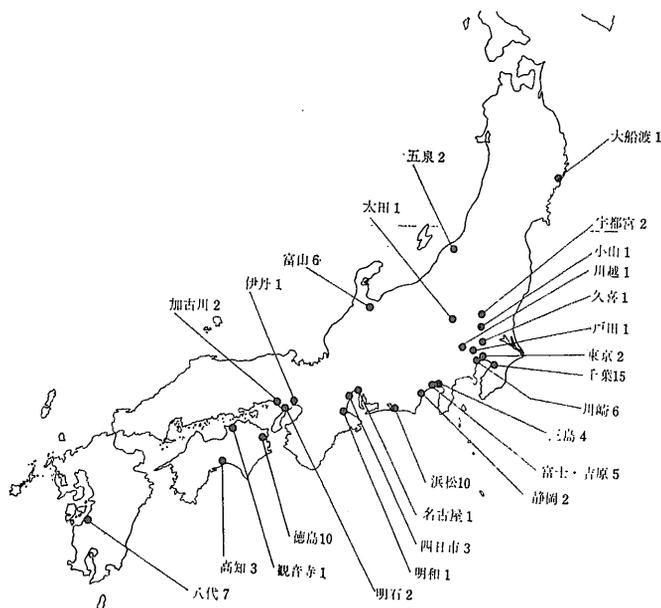 大船渡 1
五泉 2
太田 1
宇都宮 2
小山 1
富山 6
川越 1
伊丹 1
久喜 1
加古川 2
戸田 1
東京 2
千葉15
川崎 6
三島 4
富士・吉原 5
浜松10
静岡 2
名古屋 1
徳島10
四日市 3
高知 3
観音寺 1
明和 1
八代 7
明石 2